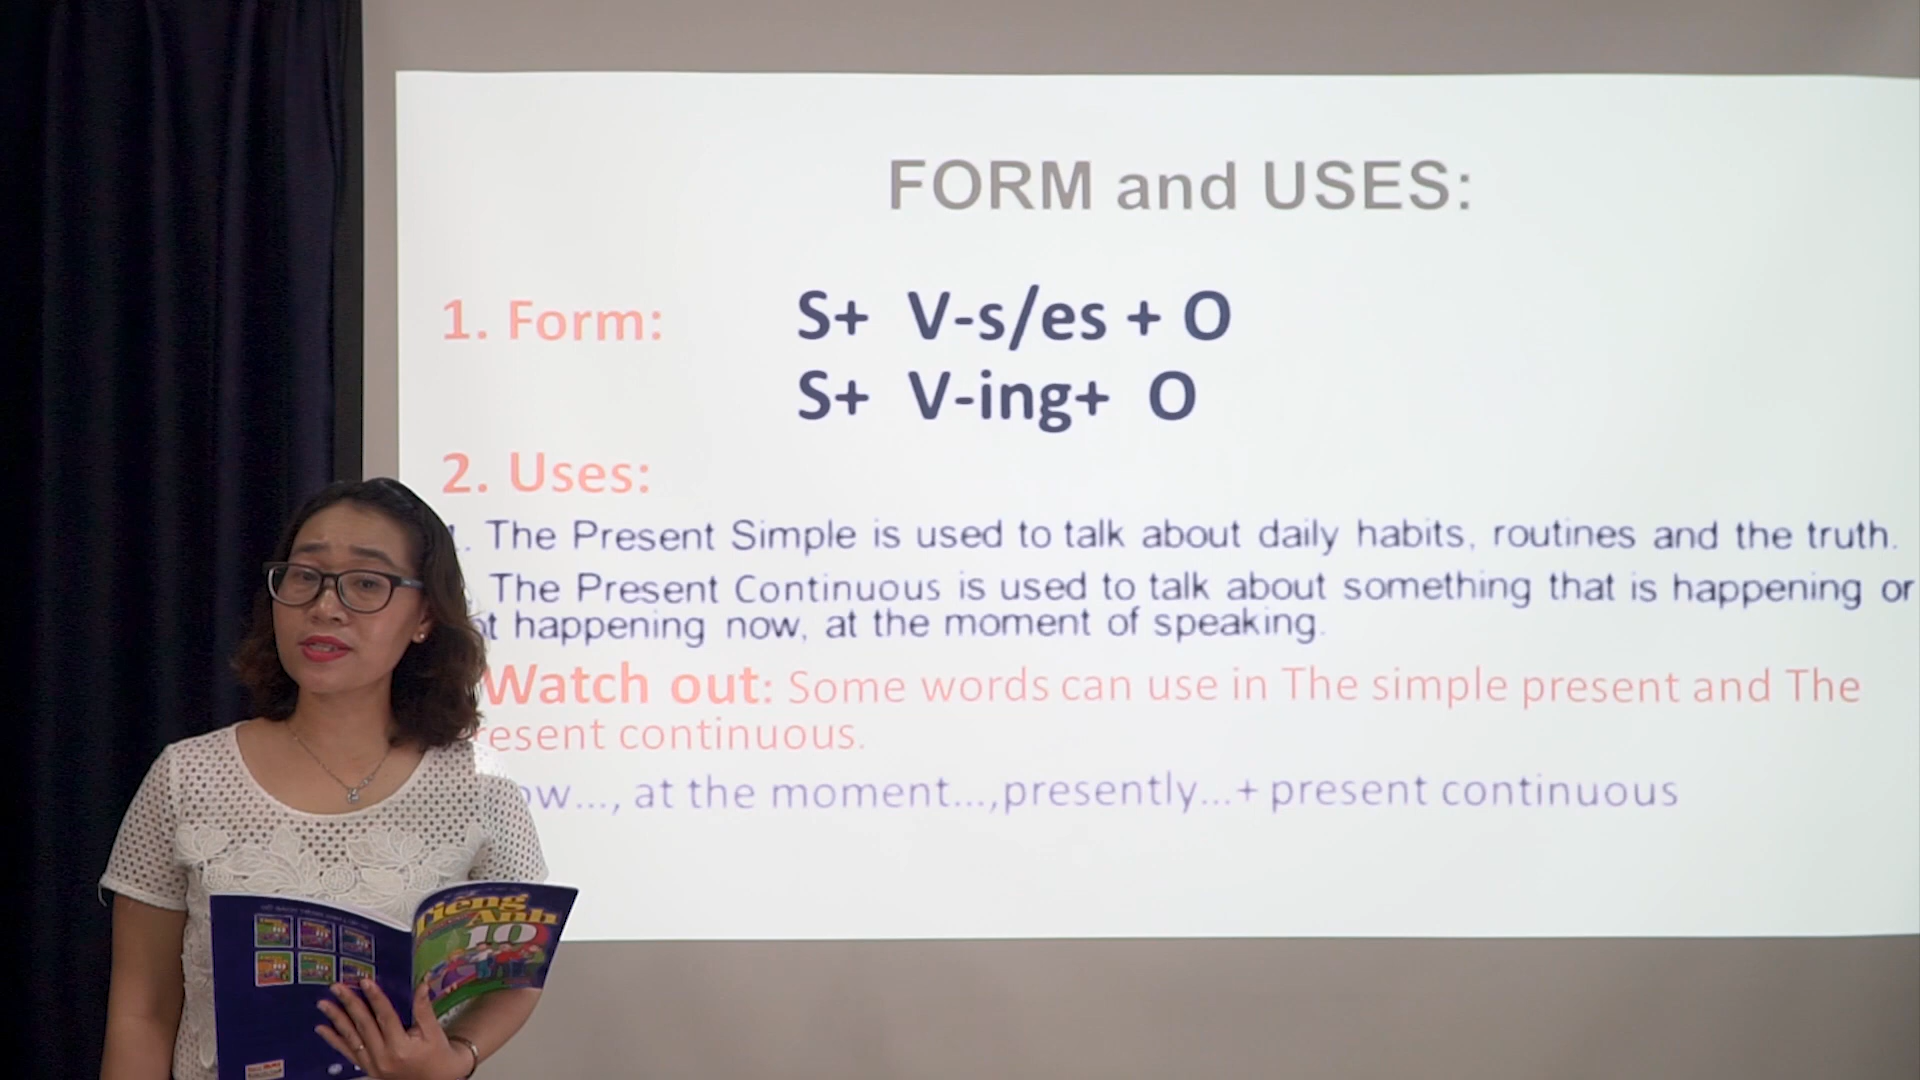 FORM and USES:
1. Form: S+ V-s/es + O
S+ V-ing+ O
2. Uses:
The Present Simple is used to talk about daily habits, routines and the truth.
The Present Continuous is used to talk about something that is happening or
happening now, at the moment of speaking.
Watch out: Some words can use in The simple present and The
continuous.
at the moment...,presently...+ present continuous
Tiếng
Anh
10